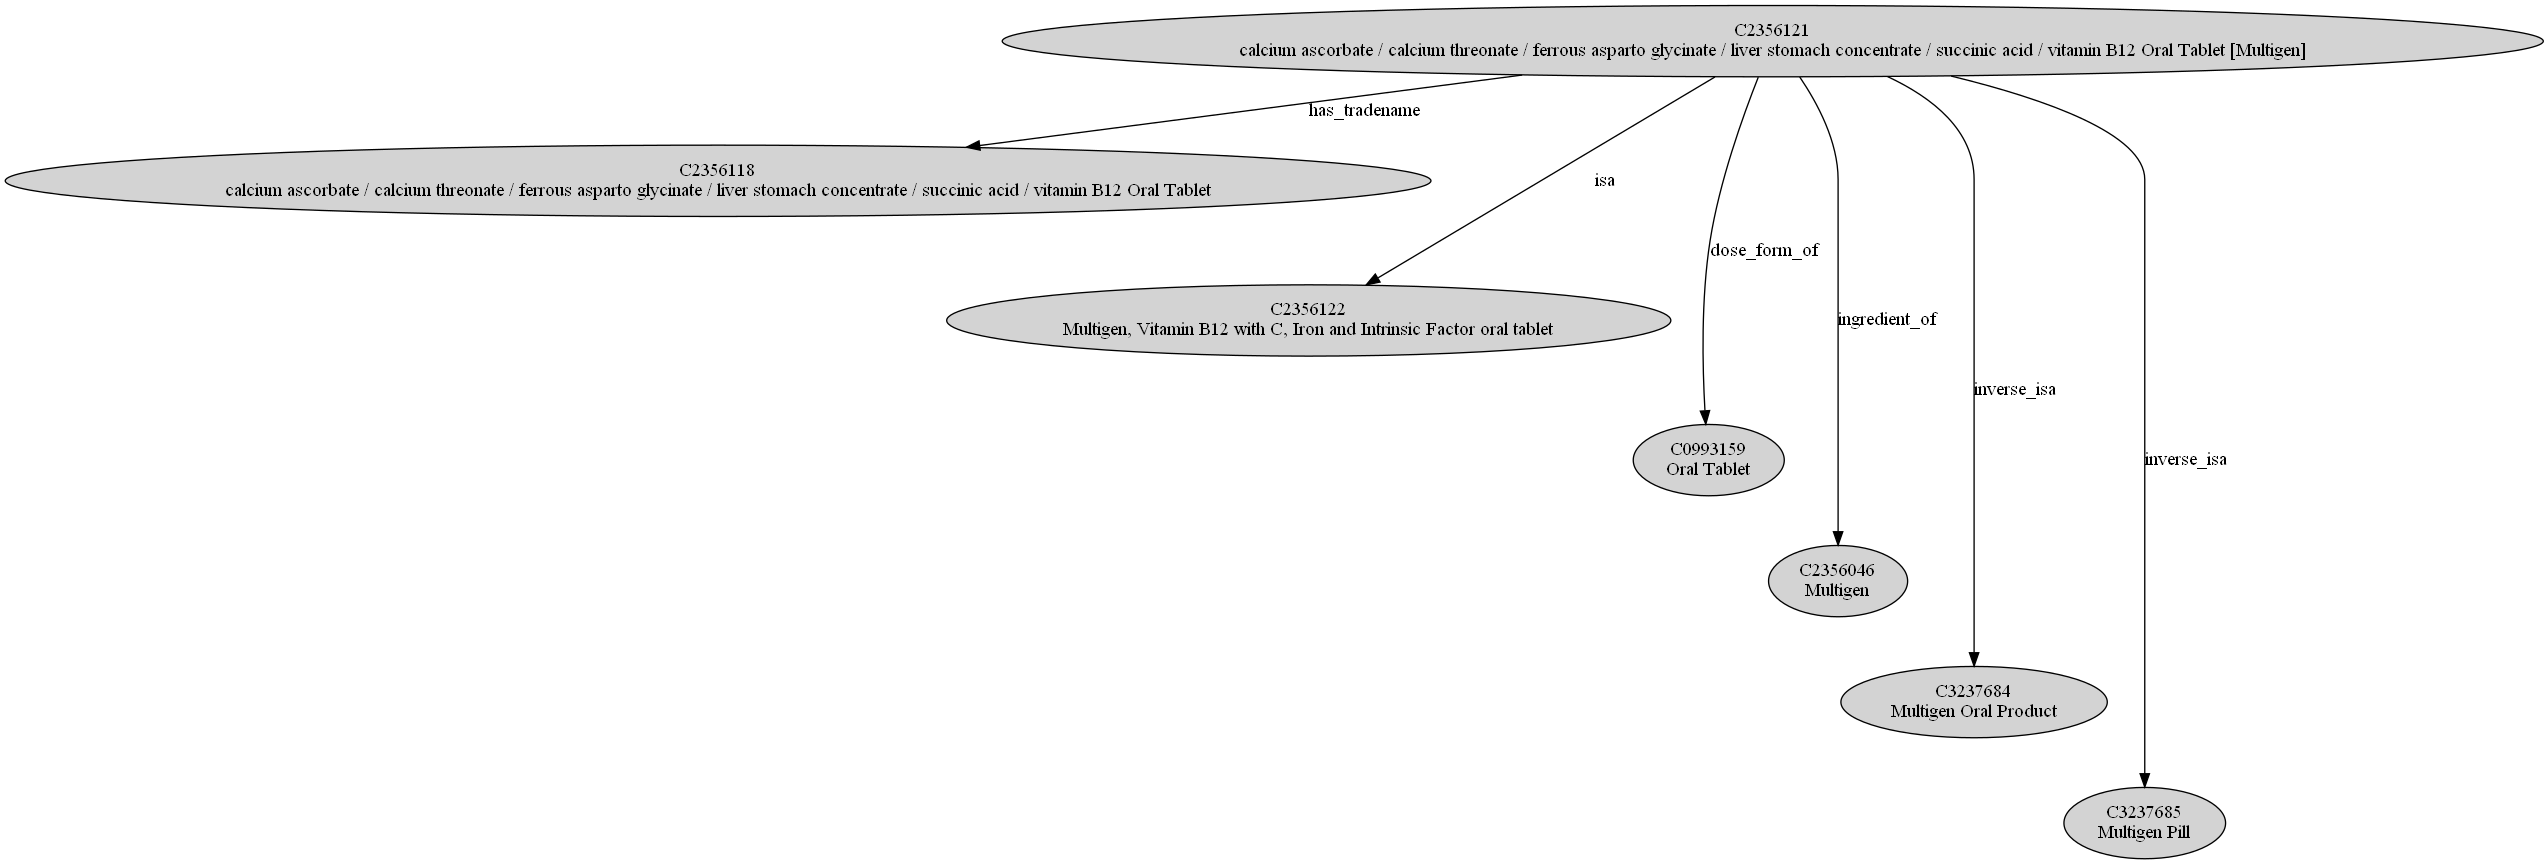 C2356121
calcium ascorbate / calcium threonate / ferrous asparto glycinate / liver stomach concentrate / succinic acid / vitamin B12 Oral Tablet [Multigen]
has_tradename
C2356118
calcium ascorbate / calcium threonate / ferrous asparto glycinate / liver stomach concentrate / succinic acid / vitamin B12 Oral Tablet
isa
dose_form_of
C2356122
Multigen, Vitamin B12 with C, Iron and Intrinsic Factor oral tablet
ingredient_of
inverse_isa
C0993159
Oral Tablet
inverse_isa
C2356046
Multigen
C3237684
Multigen Oral Product
C3237685
Multigen Pill